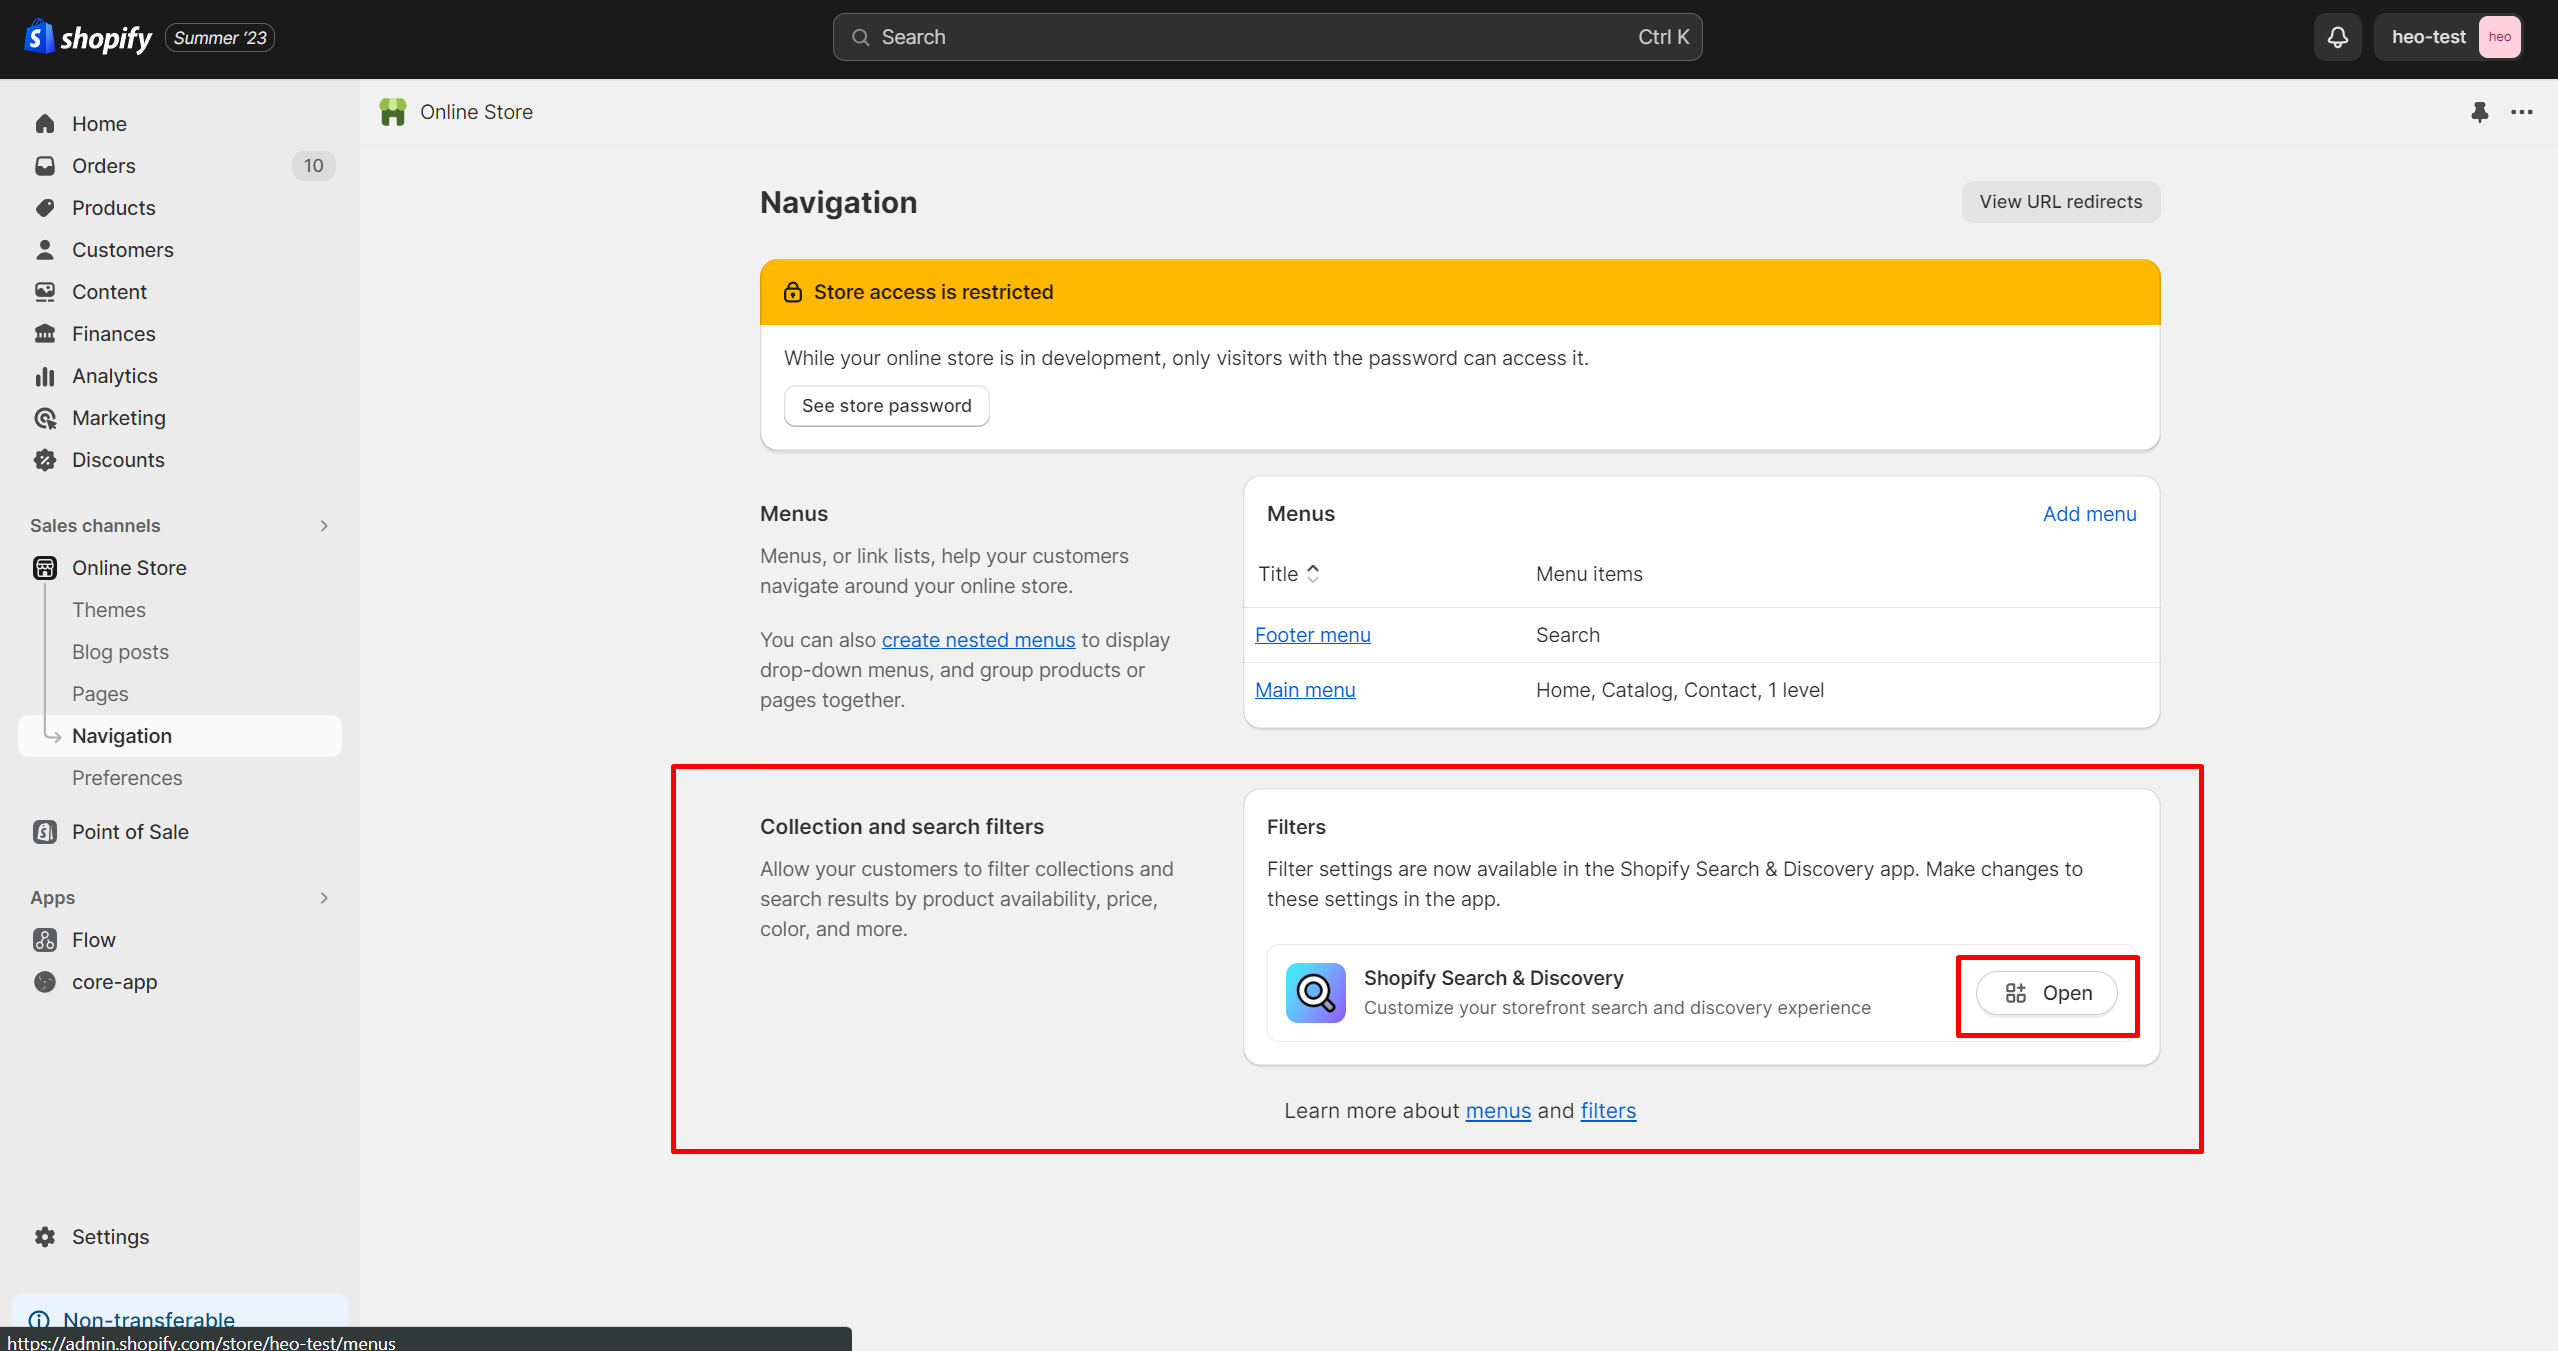 shopify
Summer '23
Search
Ctrl K
heo-test
heo
Home
Orders
10
Products
Customers
Content
Finances
Analytics
Marketing
Discounts
Sales channels
Online Store
Themes
Blog posts
Pages
Navigation
Preferences
Point of Sale
Apps
Flow
core-app
Settings
Non-transferable
https://admin.shopify.com/store/heo-test/menus
Online Store
Navigation
View URL redirects
Store access is restricted
While your online store is in development, only visitors with the password can access it.
See store password
Menus
Menus, or link lists, help your customers
navigate around your online store.
You can also create nested menus to display
drop-down menus, and group products or
pages together.
Menus
Add menu
Title
Menu items
Footer menu
Search
Main menu
Home, Catalog, Contact, 1 level
Collection and search filters
Allow your customers to filter collections and
search results by product availability, price,
color, and more.
Filters
Filter settings are now available in the Shopify Search & Discovery app. Make changes to
these settings in the app.
Shopify Search & Discovery
Customize your storefront search and discovery experience
Open
Learn more about menus and filters